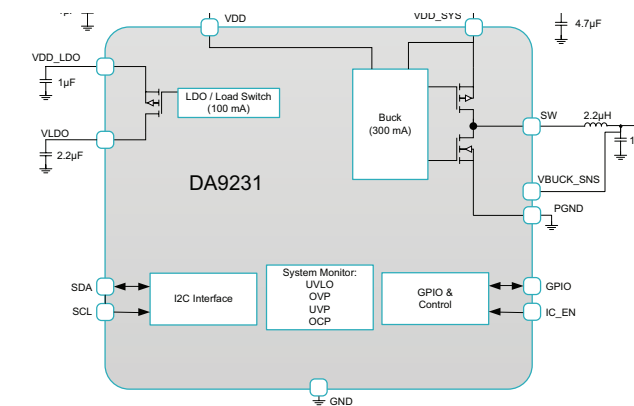 VDD
VDD_SYS
4.7µF
VDD_LDO
1µF
LDO / Load Switch
(100 mA)
Buck
(300 mA)
SW
2.2µH
VLDO
2.2µF
DA9231
VBUCK_SNS
PGND
SDA
SCL
I2C Interface
System Monitor:
UVLO
OVP
UVP
OCP
GPIO &
Control
GPIO
IC_EN
GND